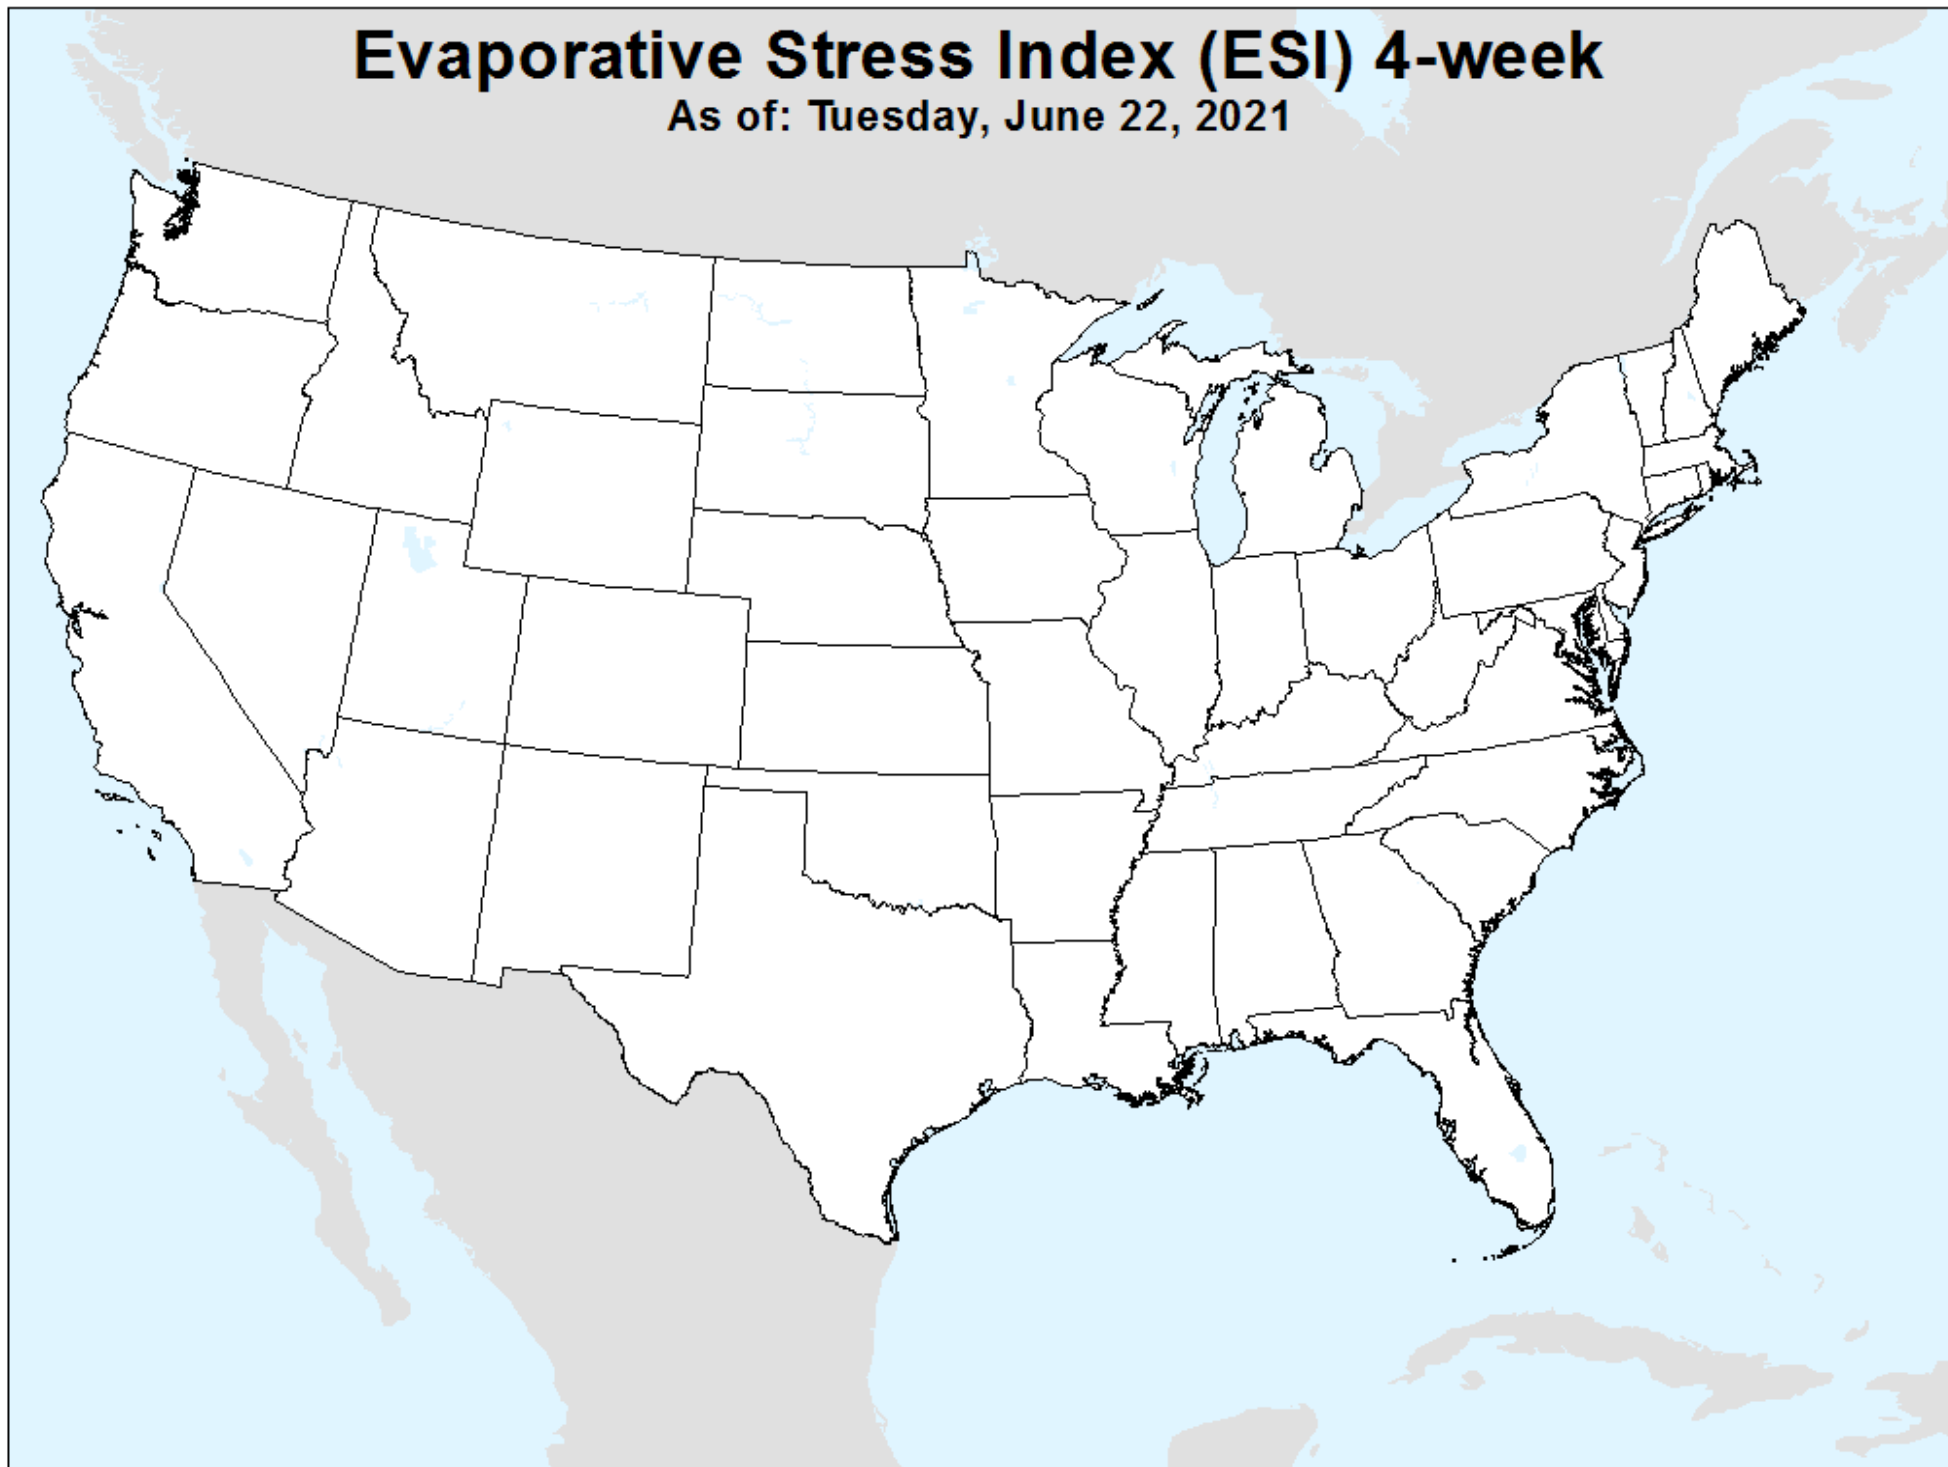 Evaporative Stress Index (ESI) 4-week
As of: Tuesday, June 22, 2021